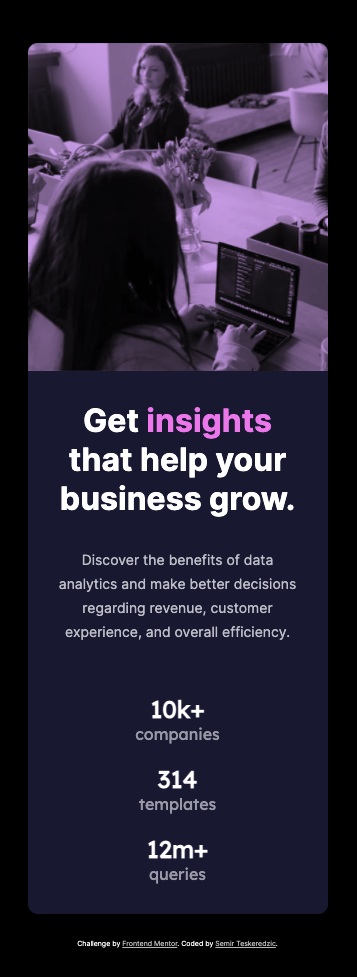 Get insights
that help your
business grow.
Discover the benefits of data
analytics and make better decisions
regarding revenue, customer
experience, and overall efficiency.
10k+
companies
314
templates
12m+
queries
Challenge by Frontend Mentor. Coded by Semir Teskeredzic.